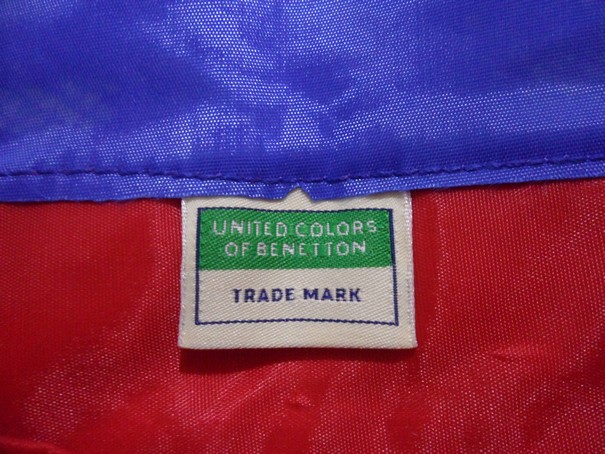 UNITED COLORS
OF BENETTON
TRADE MARK